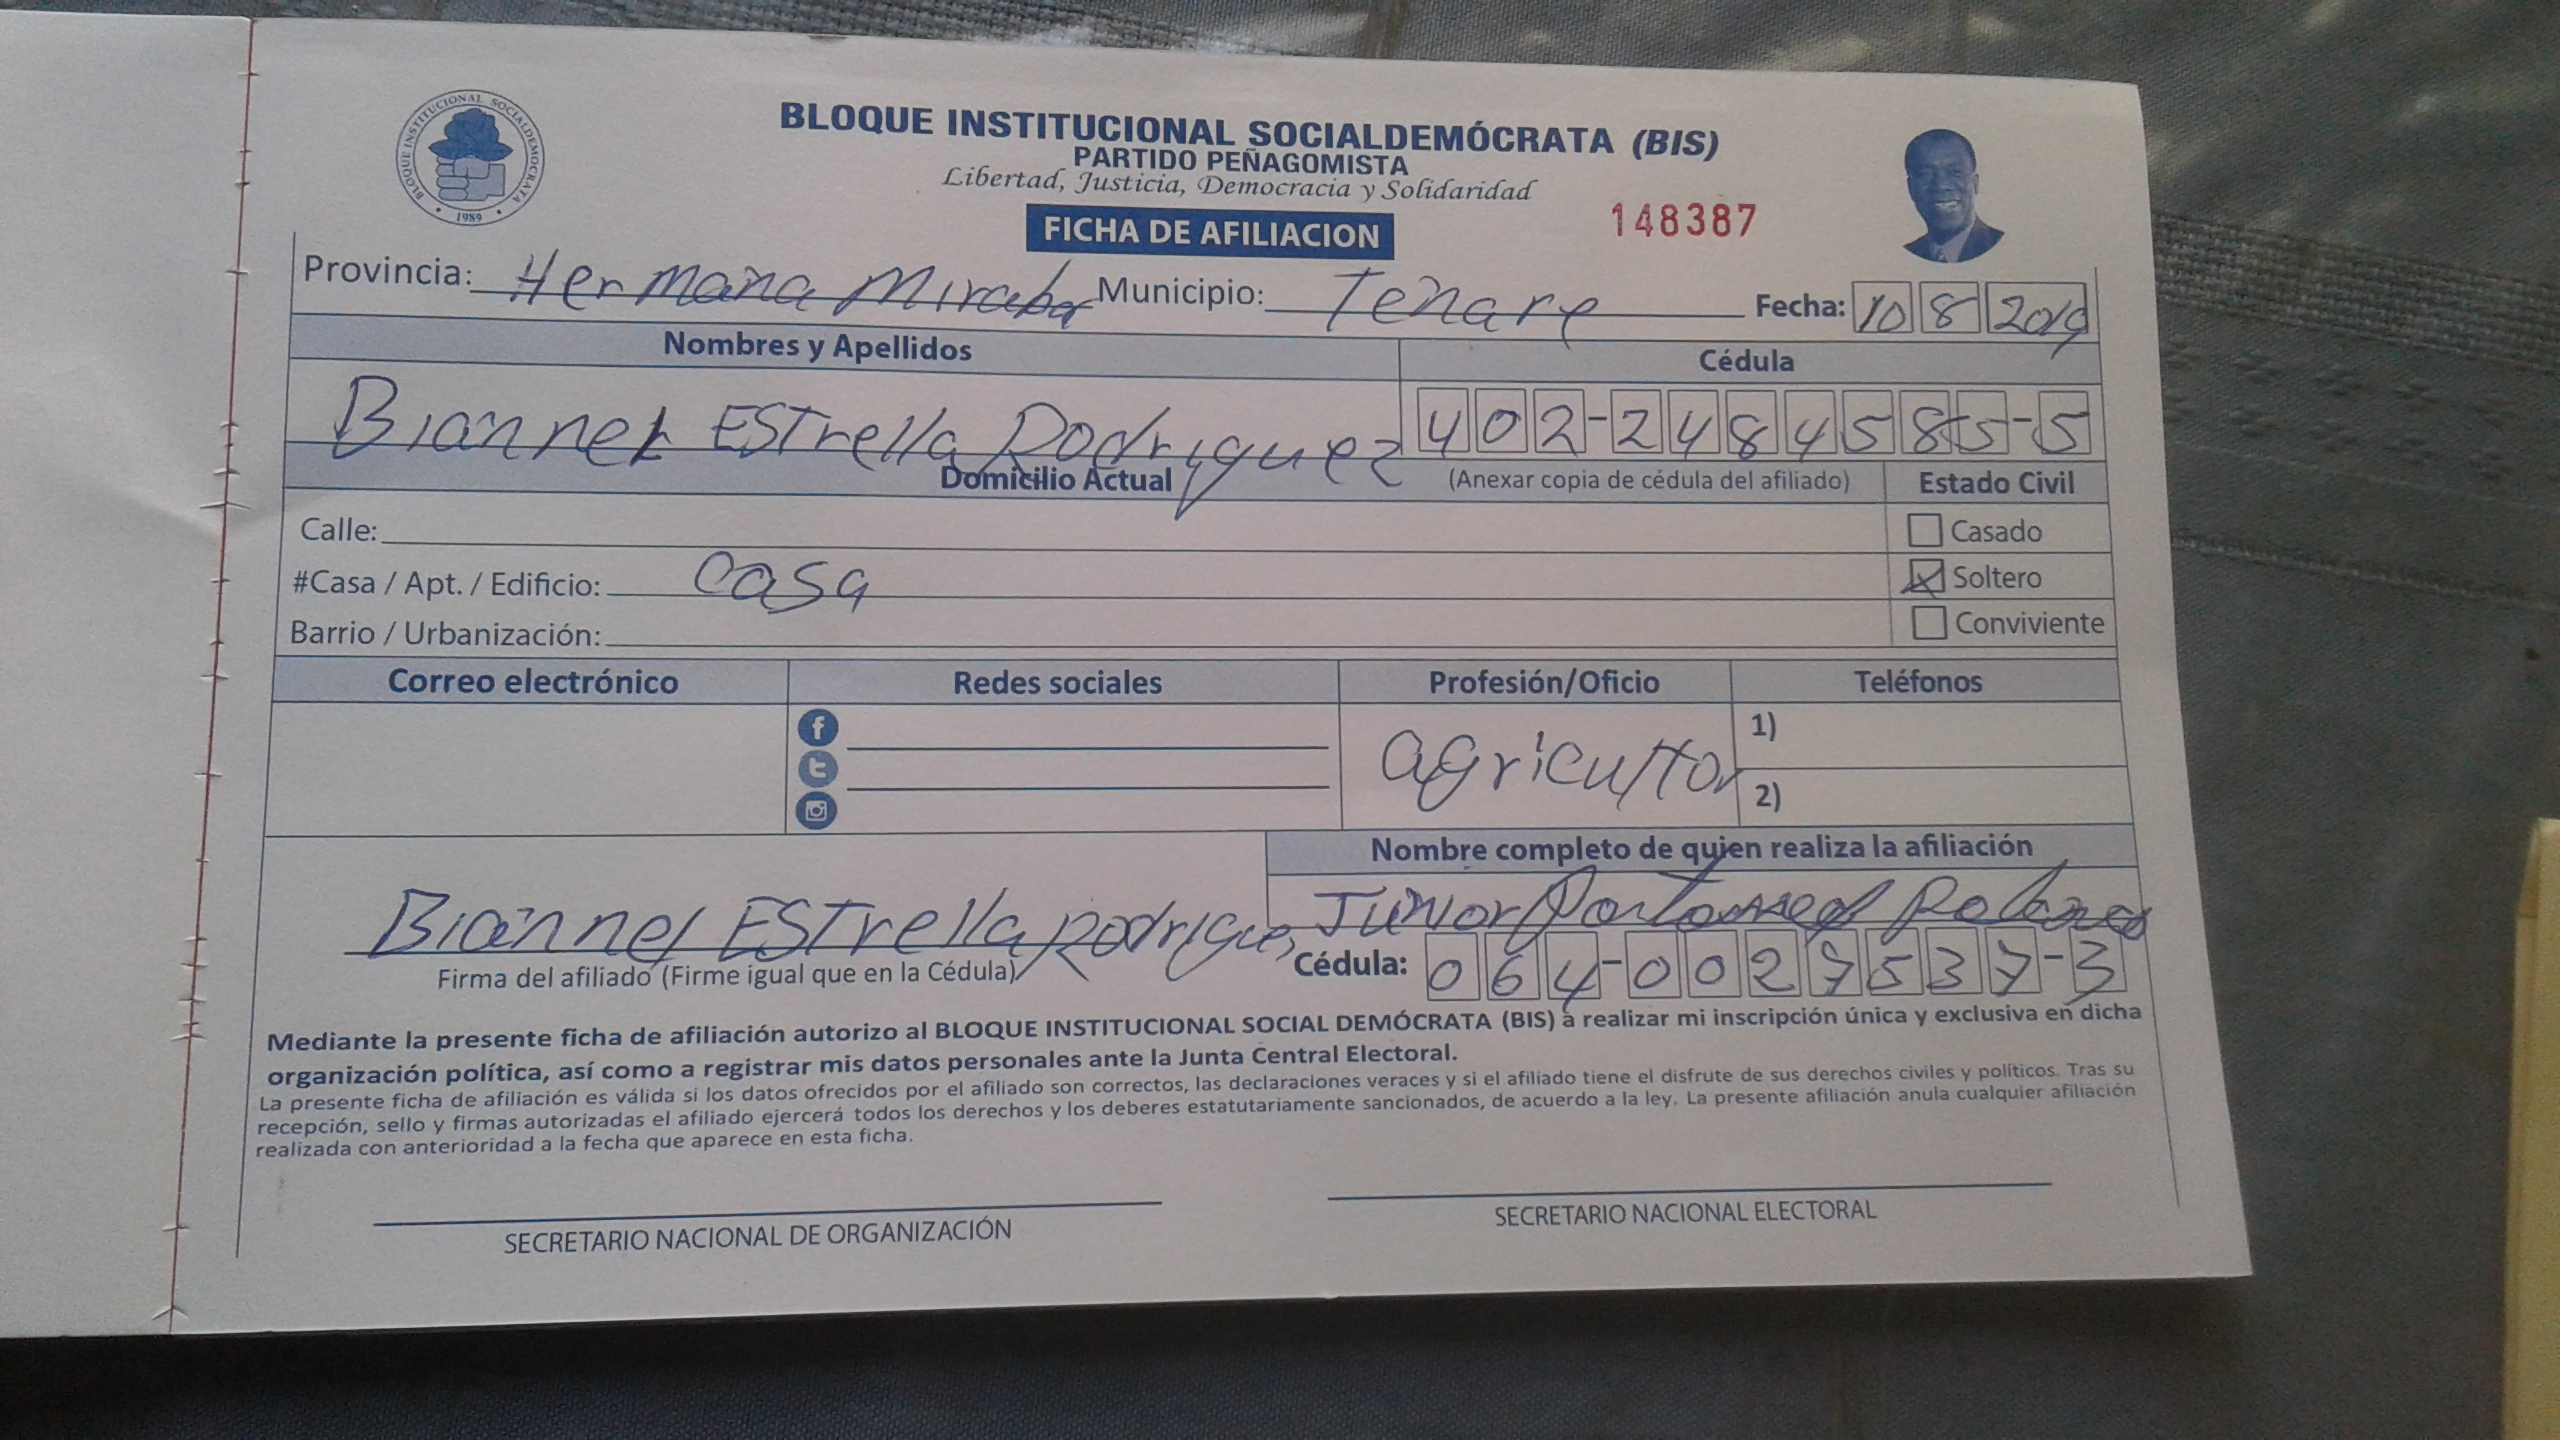 BLOQUE INSTITUCIONAL SOCIALDEMOCRATA
1989
BLOQUE INSTITUCIONAL SOCIALDEMÓCRATA (BIS)
PARTIDO PEÑAGOMISTA
Libertad, Justicia, Democracia y Solidaridad
FICHA DE AFILIACION
148387
Provincia: Hermana Miraba Municipio: Tenare Fecha: 10 8 2019
Nombres y Apellidos Cédula
Biannel EStrella Rodriguez 402-2484585-5
Domicilio Actual (Anexar copia de cédula del afiliado) Estado Civil
Calle: Casado
#Casa / Apt. / Edificio: casa Soltero
Barrio / Urbanización: Conviviente
Correo electrónico Redes sociales Profesión/Oficio Teléfonos
agricultor 1)
2)
Nombre completo de quien realiza la afiliación
Biannel EStrella Rodriguez Junior
Firma del afiliado (Firme igual que en la Cédula) Cédula: 064-0027537-3
Mediante la presente ficha de afiliación autorizo al BLOQUE INSTITUCIONAL SOCIAL DEMÓCRATA (BIS) a realizar mi inscripción única y exclusiva en dicha
organización política, así como a registrar mis datos personales ante la Junta Central Electoral.
La presente ficha de afiliación es válida si los datos ofrecidos por el afiliado son correctos, las declaraciones veraces y si el afiliado tiene el disfrute de sus derechos civiles y políticos. Tras su
recepción, sello y firmas autorizadas el afiliado ejercerá todos los derechos y los deberes estatutariamente sancionados, de acuerdo a la ley. La presente afiliación anula cualquier afiliación
realizada con anterioridad a la fecha que aparece en esta ficha.
SECRETARIO NACIONAL DE ORGANIZACIÓN SECRETARIO NACIONAL ELECTORAL